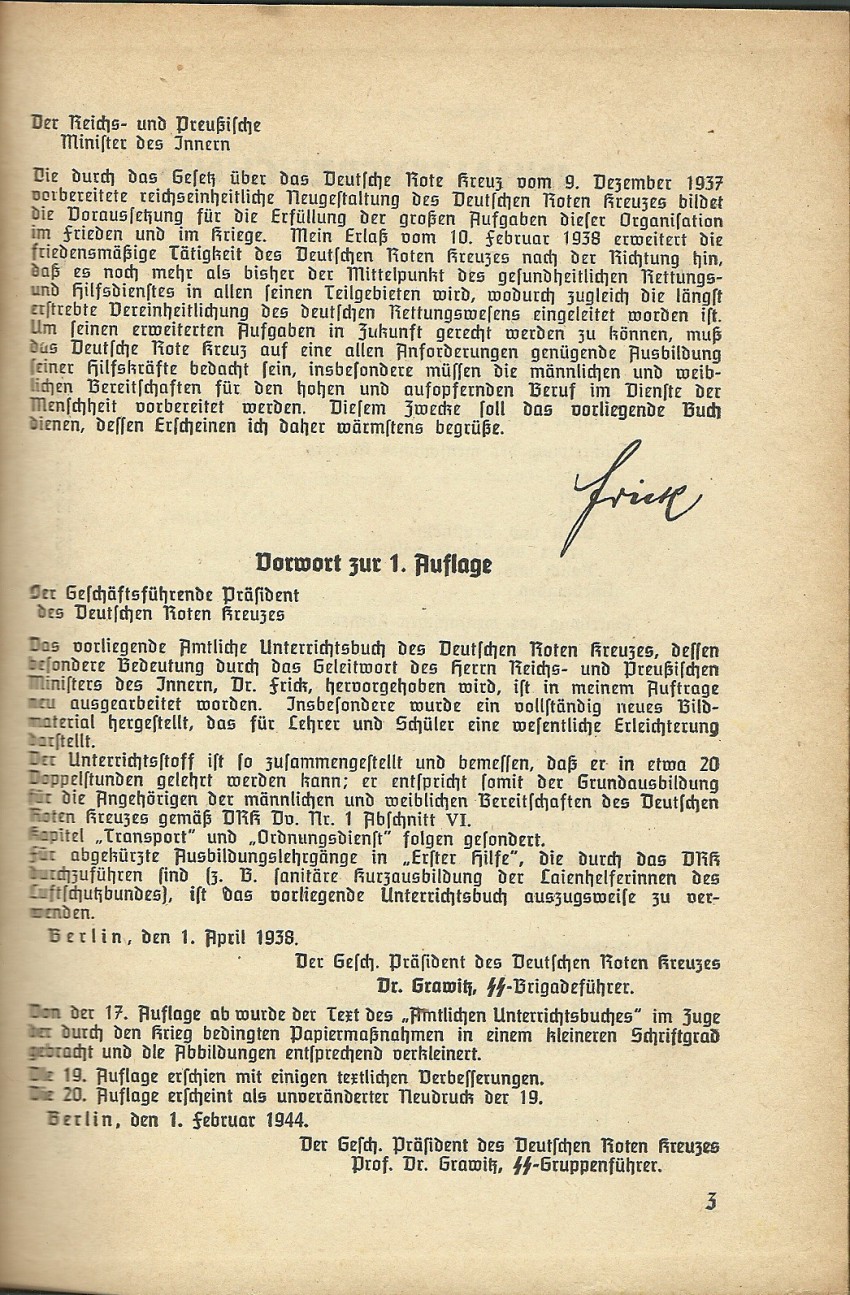 Der Reichs- und Preußische
Minister des Innern
Die durch das Gesetz über das Deutsche Rote Kreuz vom 9. Dezember 1937
vorbereitete reichseinheitliche Neugestaltung des Deutschen Roten Kreuzes bildet
die Voraussetzung für die Erfüllung der großen Aufgaben dieser Organisation
im Frieden und im Kriege. Mein Erlaß vom 10. Februar 1938 erweitert die
friedensmäßige Tätigkeit des Deutschen Roten Kreuzes nach der Richtung hin,
daß es noch mehr als bisher der Mittelpunkt des gesundheitlichen Rettungs-
und Hilfsdienstes in allen seinen Teilgebieten wird, wodurch zugleich die längst
erstrebte Vereinheitlichung des deutschen Rettungswesens eingeleitet worden ist.
Um seinen erweiterten Aufgaben in Zukunft gerecht werden zu können, muß
das Deutsche Rote Kreuz auf eine allen Anforderungen genügende Ausbildung
seiner Hilfskräfte bedacht sein, insbesondere müssen die männlichen und weib-
lichen Bereitschaften für den hohen und aufopfernden Beruf im Dienste der
Menschheit vorbereitet werden. Diesem Zwecke soll das vorliegende Buch
dienen, dessen Erscheinen ich daher wärmstens begrüße.
Frick
Vorwort zur 1. Auflage
Der Geschäftsführende Präsident
des Deutschen Roten Kreuzes
Das vorliegende Amtliche Unterrichtsbuch des Deutschen Roten Kreuzes, dessen
besondere Bedeutung durch das Geleitwort des Herrn Reichs- und Preußischen
Ministers des Innern, Dr. Frick, hervorgehoben wird, ist in meinem Auftrage
neu ausgearbeitet worden. Insbesondere wurde ein vollständig neues Bild-
material hergestellt, das für Lehrer und Schüler eine wesentliche Erleichterung
darstellt.
Der Unterrichtsstoff ist so zusammengestellt und bemessen, daß er in etwa 20
Doppelstunden gelehrt werden kann; er entspricht somit der Grundausbildung
für die Angehörigen der männlichen und weiblichen Bereitschaften des Deutschen
Roten Kreuzes gemäß DRK Dv. Nr. 1 Abschnitt VI.
Kapitel „Transport" und „Ordnungsdienst" folgen gesondert.
Für abgekürzte Ausbildungslehrgänge in „Erster Hilfe", die durch das DRK
durchzuführen sind (z. B. sanitäre Kurzausbildung der Laienhelferinnen des
Luftschutzbundes), ist das vorliegende Unterrichtsbuch auszugsweise zu ver-
wenden.
Berlin, den 1. April 1938.
Der Gesch. Präsident des Deutschen Roten Kreuzes
Dr. Grawitz, SS-Brigadeführer.
Von der 17. Auflage ab wurde der Text des „Amtlichen Unterrichtsbuches" im Zuge
der durch den Krieg bedingten Papiermaßnahmen in einem kleineren Schriftgrad
gebracht und die Abbildungen entsprechend verkleinert.
Die 19. Auflage erschien mit einigen textlichen Verbesserungen.
Die 20. Auflage erscheint als unveränderter Neudruck der 19.
Berlin, den 1. Februar 1944.
Der Gesch. Präsident des Deutschen Roten Kreuzes
Prof. Dr. Grawitz, SS-Gruppenführer.
3